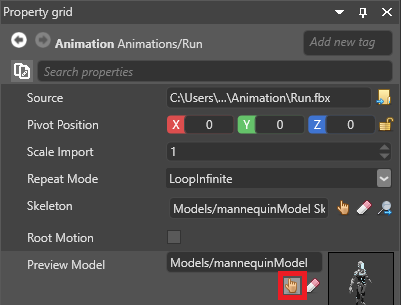 Property grid
Animation Animations/Run
Add new tag
Search properties
Source C:\Users\...\Animation\Run.fbx
Pivot Position X 0 Y 0 Z 0
Scale Import 1
Repeat Mode LoopInfinite
Skeleton Models/mannequinModel Sk
Root Motion
Preview Model Models/mannequinModel